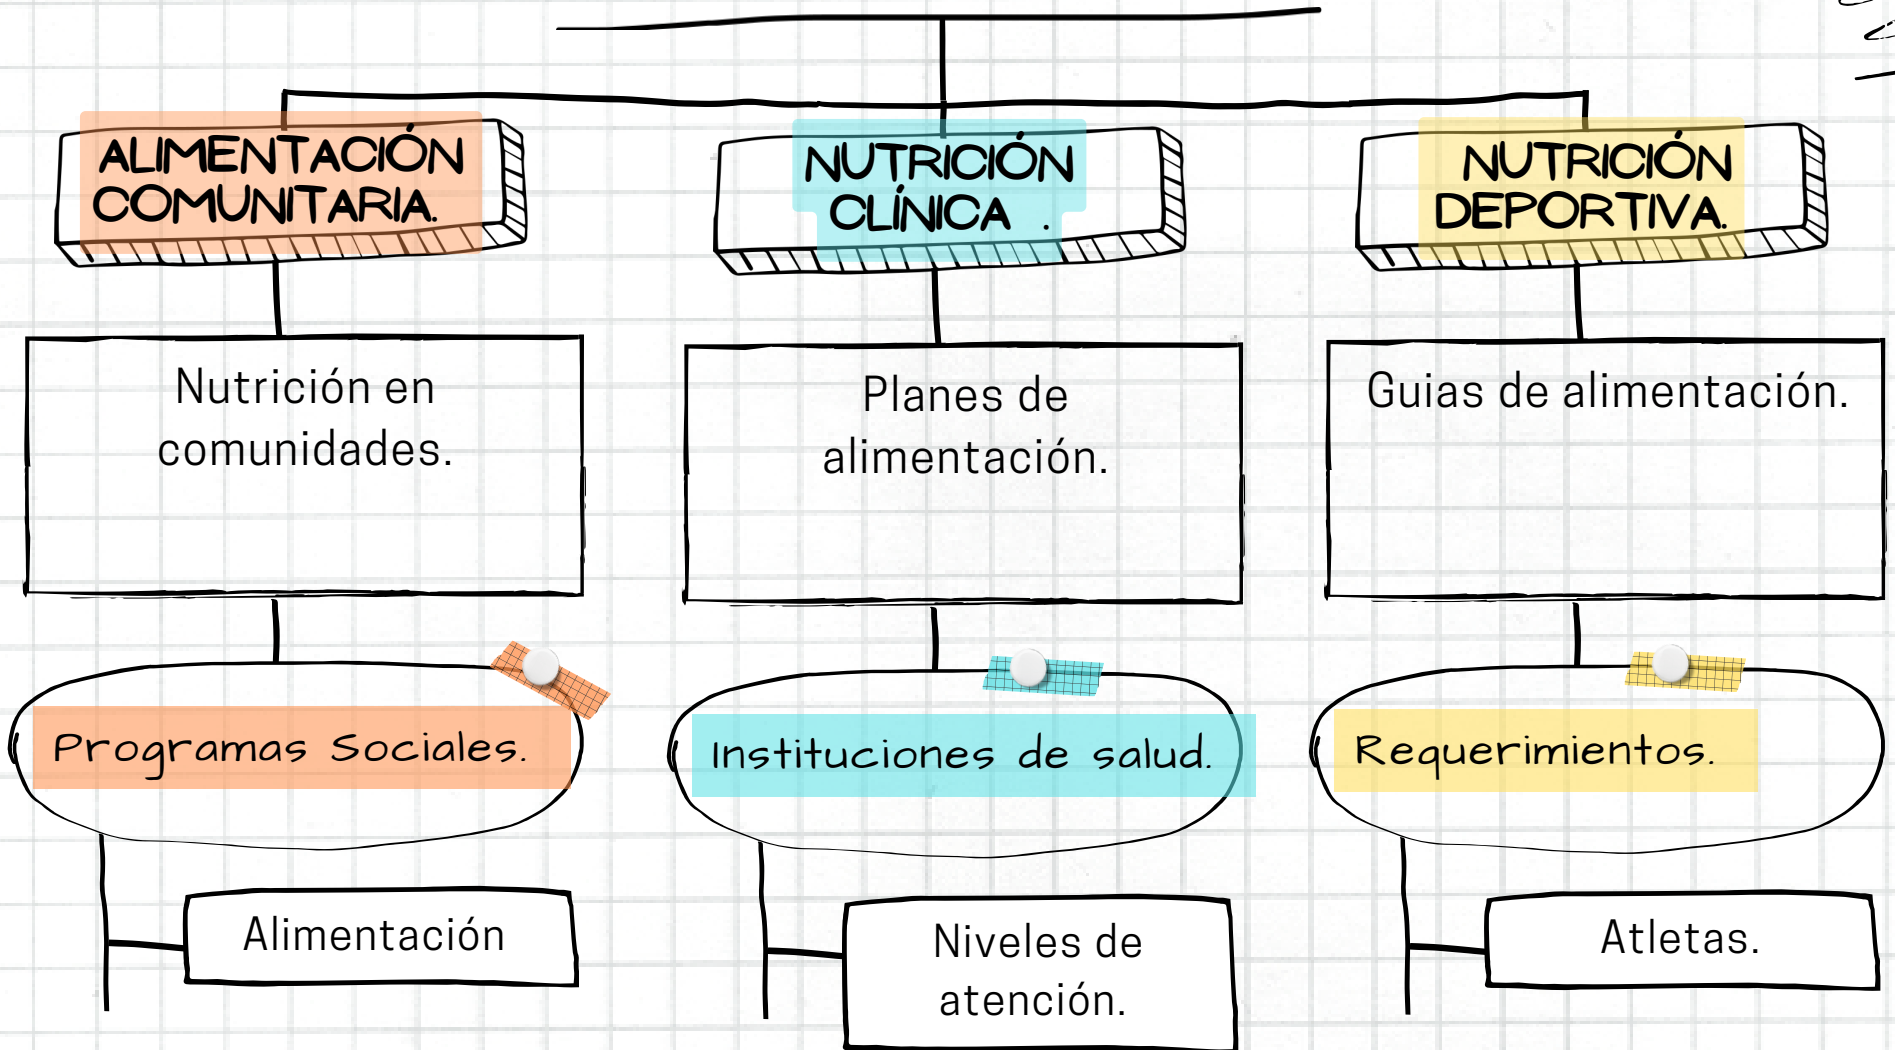 ALIMENTACIÓN
COMUNITARIA.
NUTRICIÓN
CLÍNICA .
NUTRICIÓN
DEPORTIVA.
Nutrición en
comunidades.
Planes de
alimentación.
Guias de alimentación.
Programas Sociales.
Instituciones de salud.
Requerimientos.
Alimentación
Niveles de
atención.
Atletas.